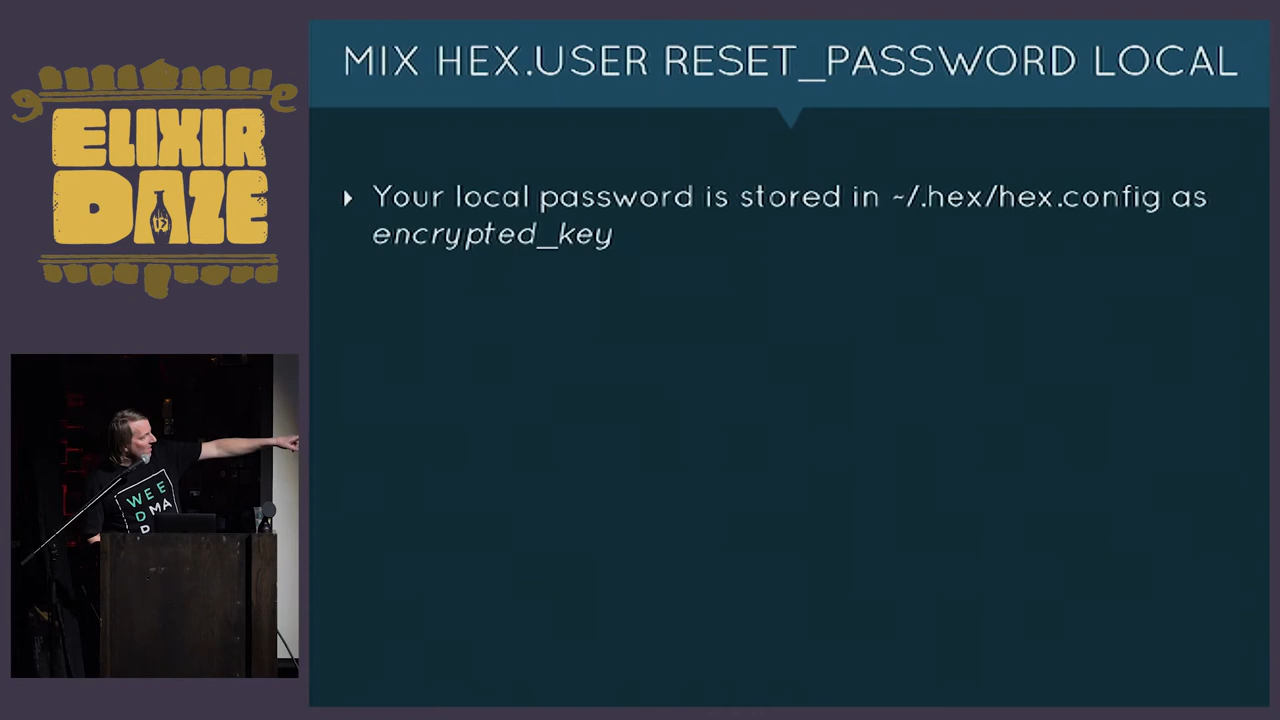 ELIXIR
DAZE
MIX HEX.USER RESET_PASSWORD LOCAL
Your local password is stored in ~/.hex/hex.config as
encrypted_key
WEE
DMA
D